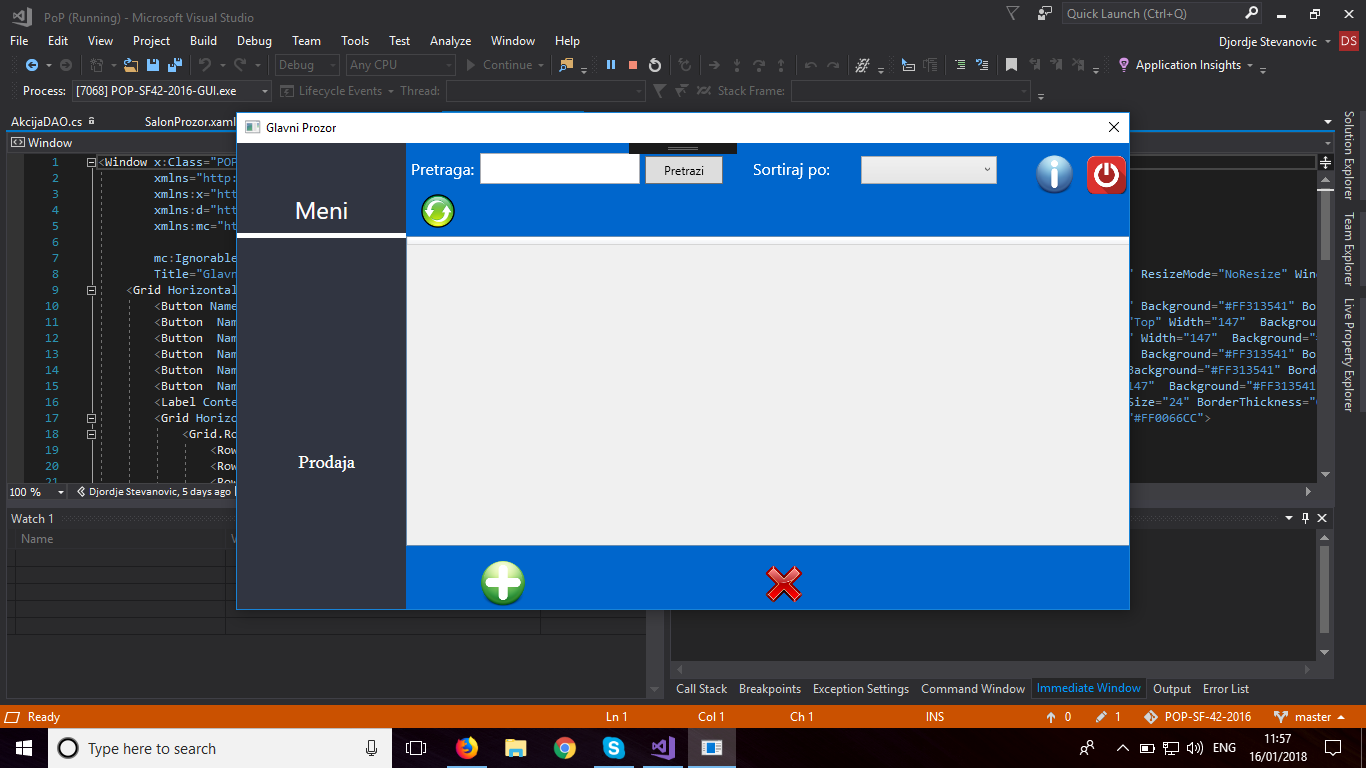 PoP (Running) - Microsoft Visual Studio
Quick Launch (Ctrl+Q)
File Edit View Project Build Debug Team Tools Test Analyze Window Help
Djordje Stevanovic DS
Debug Any CPU Continue Application Insights
Process: [7068] POP-SF42-2016-GUI.exe Lifecycle Events Thread: Stack Frame:
AkcijaDAO.cs SalonProzor.xaml
Window
Glavni Prozor
Pretraga: Pretrazi Sortiraj po:
Meni
Prodaja
1 <Window x:Class="POP
2 xmlns="http:
3 xmlns:x="htt
4 xmlns:d="htt
5 xmlns:mc="ht
6
7 mc:Ignorable
8 Title="Glavn " ResizeMode="NoResize" Win
9 <Grid Horizontal
10 <Button Name " Background="#FF313541" Bo
11 <Button Nam "Top" Width="147" Backgrou
12 <Button Nam " Width="147" Background="
13 <Button Nam Background="#FF313541" Bo
14 <Button Nam Background="#FF313541" Bord
15 <Button Nam 147" Background="#FF313541
16 <Label Conte Size="24" BorderThickness="
17 <Grid Horizo "#FF0066CC">
18 <Grid.Ro
19 <Row
20 <Row
21 <Row
100 % Djordje Stevanovic, 5 days ago
Solution Explorer
Team Explorer
Live Property Explorer
Watch 1
Name
Call Stack Breakpoints Exception Settings Command Window Immediate Window Output Error List
Ready Ln 1 Col 1 Ch 1 INS 0 1 POP-SF-42-2016 master
Type here to search
ENG
11:57
16/01/2018